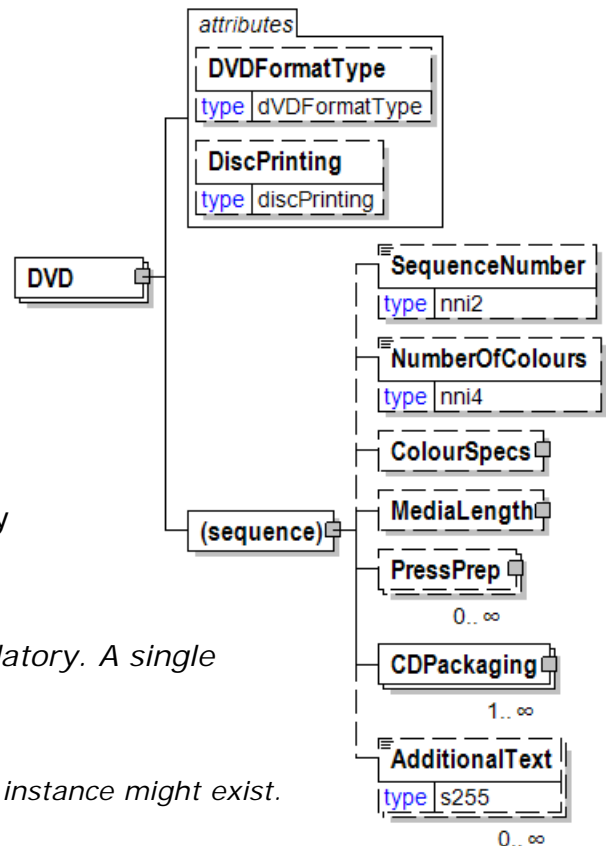 attributes
DVDFormatType
type dVDFormatType
DiscPrinting
type discPrinting
DVD
SequenceNumber
type nni2
NumberOfColours
type nni4
ColourSpecs
MediaLength
y
(sequence)
PressPrep
0.. ∞
latory. A single
CDPackaging
1.. ∞
AdditionalText
instance might exist.
type s255
0.. ∞